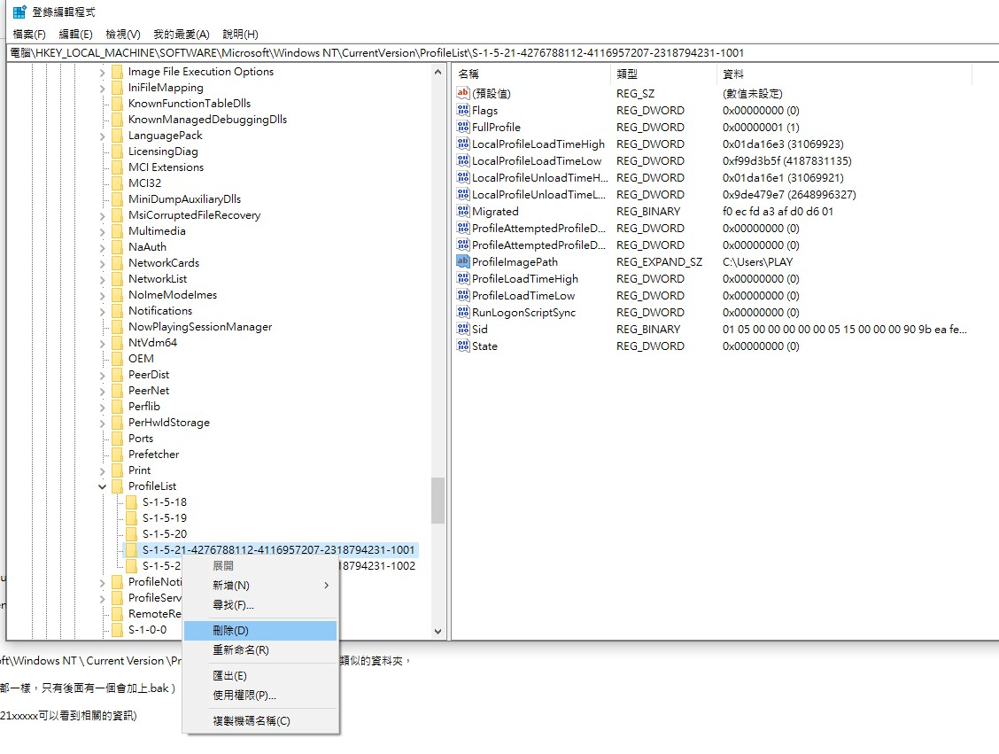 登錄編輯程式
檔案(F) 編輯(E) 檢視(V) 我的最愛(A) 說明(H)
電腦\HKEY_LOCAL_MACHINE\SOFTWARE\Microsoft\Windows NT\CurrentVersion\ProfileList\S-1-5-21-4276788112-4116957207-2318794231-1001
Image File Execution Options
IniFileMapping
KnownFunctionTableDlls
KnownManagedDebuggingDlls
LanguagePack
LicensingDiag
MCI Extensions
MCI32
MiniDumpAuxiliaryDlls
MsiCorruptedFileRecovery
Multimedia
NaAuth
NetworkCards
NetworkList
NoImeModeImes
Notifications
NowPlayingSessionManager
NtVdm64
OEM
PeerDist
PeerNet
Perflib
PerHwIdStorage
Ports
Prefetcher
Print
ProfileList
S-1-5-18
S-1-5-19
S-1-5-20
S-1-5-21-4276788112-4116957207-2318794231-1001
S-1-5-2 18794231-1002
ProfileNoti
ProfileServ
RemoteRe
S-1-0-0
名稱 類型 資料
(預設值) REG_SZ (數值未設定)
Flags REG_DWORD 0x00000000 (0)
FullProfile REG_DWORD 0x00000001 (1)
LocalProfileLoadTimeHigh REG_DWORD 0x01da16e3 (31069923)
LocalProfileLoadTimeLow REG_DWORD 0xf99d3b5f (4187831135)
LocalProfileUnloadTimeH... REG_DWORD 0x01da16e1 (31069921)
LocalProfileUnloadTimeL... REG_DWORD 0x9de479e7 (2648996327)
Migrated REG_BINARY f0 ec fd a3 af d0 d6 01
ProfileAttemptedProfileD... REG_DWORD 0x00000000 (0)
ProfileAttemptedProfileD... REG_DWORD 0x00000000 (0)
ProfileImagePath REG_EXPAND_SZ C:\Users\PLAY
ProfileLoadTimeHigh REG_DWORD 0x00000000 (0)
ProfileLoadTimeLow REG_DWORD 0x00000000 (0)
RunLogonScriptSync REG_DWORD 0x00000000 (0)
Sid REG_BINARY 01 05 00 00 00 00 00 05 15 00 00 00 90 9b ea fe...
State REG_DWORD 0x00000000 (0)
展開
新增(N)
尋找(F)...
刪除(D)
重新命名(R)
匯出(E)
使用權限(P)...
複製機碼名稱(C)
oft\Windows NT \ Current Version \Pr 類似的資料夾，
都一樣，只有後面有一個會加上.bak )
21xxxxx可以看到相關的資訊)